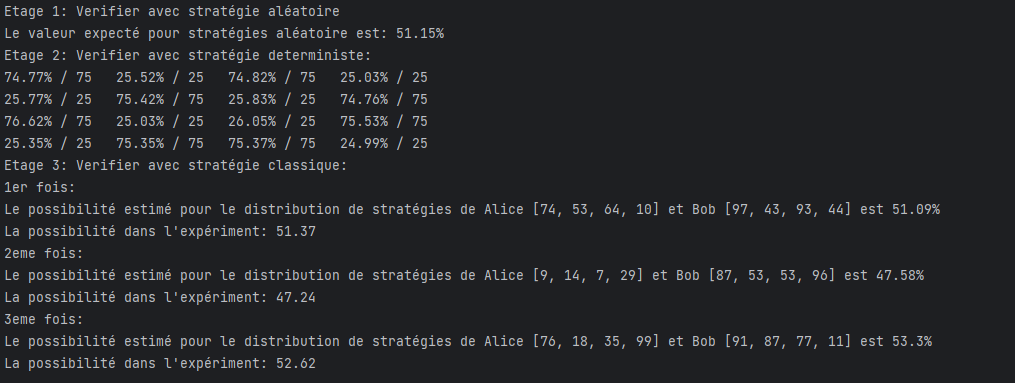 Etage 1: Verifier avec stratégie aléatoire
Le valeur expecté pour stratégies aléatoire est: 51.15%
Etage 2: Verifier avec stratégie deterministe:
74.77% / 75   25.52% / 25   74.82% / 75   25.03% / 25
25.77% / 25   75.42% / 75   25.83% / 25   74.76% / 75
76.62% / 75   25.03% / 25   26.05% / 25   75.53% / 75
25.35% / 25   75.35% / 75   75.37% / 75   24.99% / 25
Etage 3: Verifier avec stratégie classique:
1er fois:
Le possibilité estimé pour le distribution de stratégies de Alice [74, 53, 64, 10] et Bob [97, 43, 93, 44] est 51.09%
La possibilité dans l'expériment: 51.37
2eme fois:
Le possibilité estimé pour le distribution de stratégies de Alice [9, 14, 7, 29] et Bob [87, 53, 53, 96] est 47.58%
La possibilité dans l'expériment: 47.24
3eme fois:
Le possibilité estimé pour le distribution de stratégies de Alice [76, 18, 35, 99] et Bob [91, 87, 77, 11] est 53.3%
La possibilité dans l'expériment: 52.62